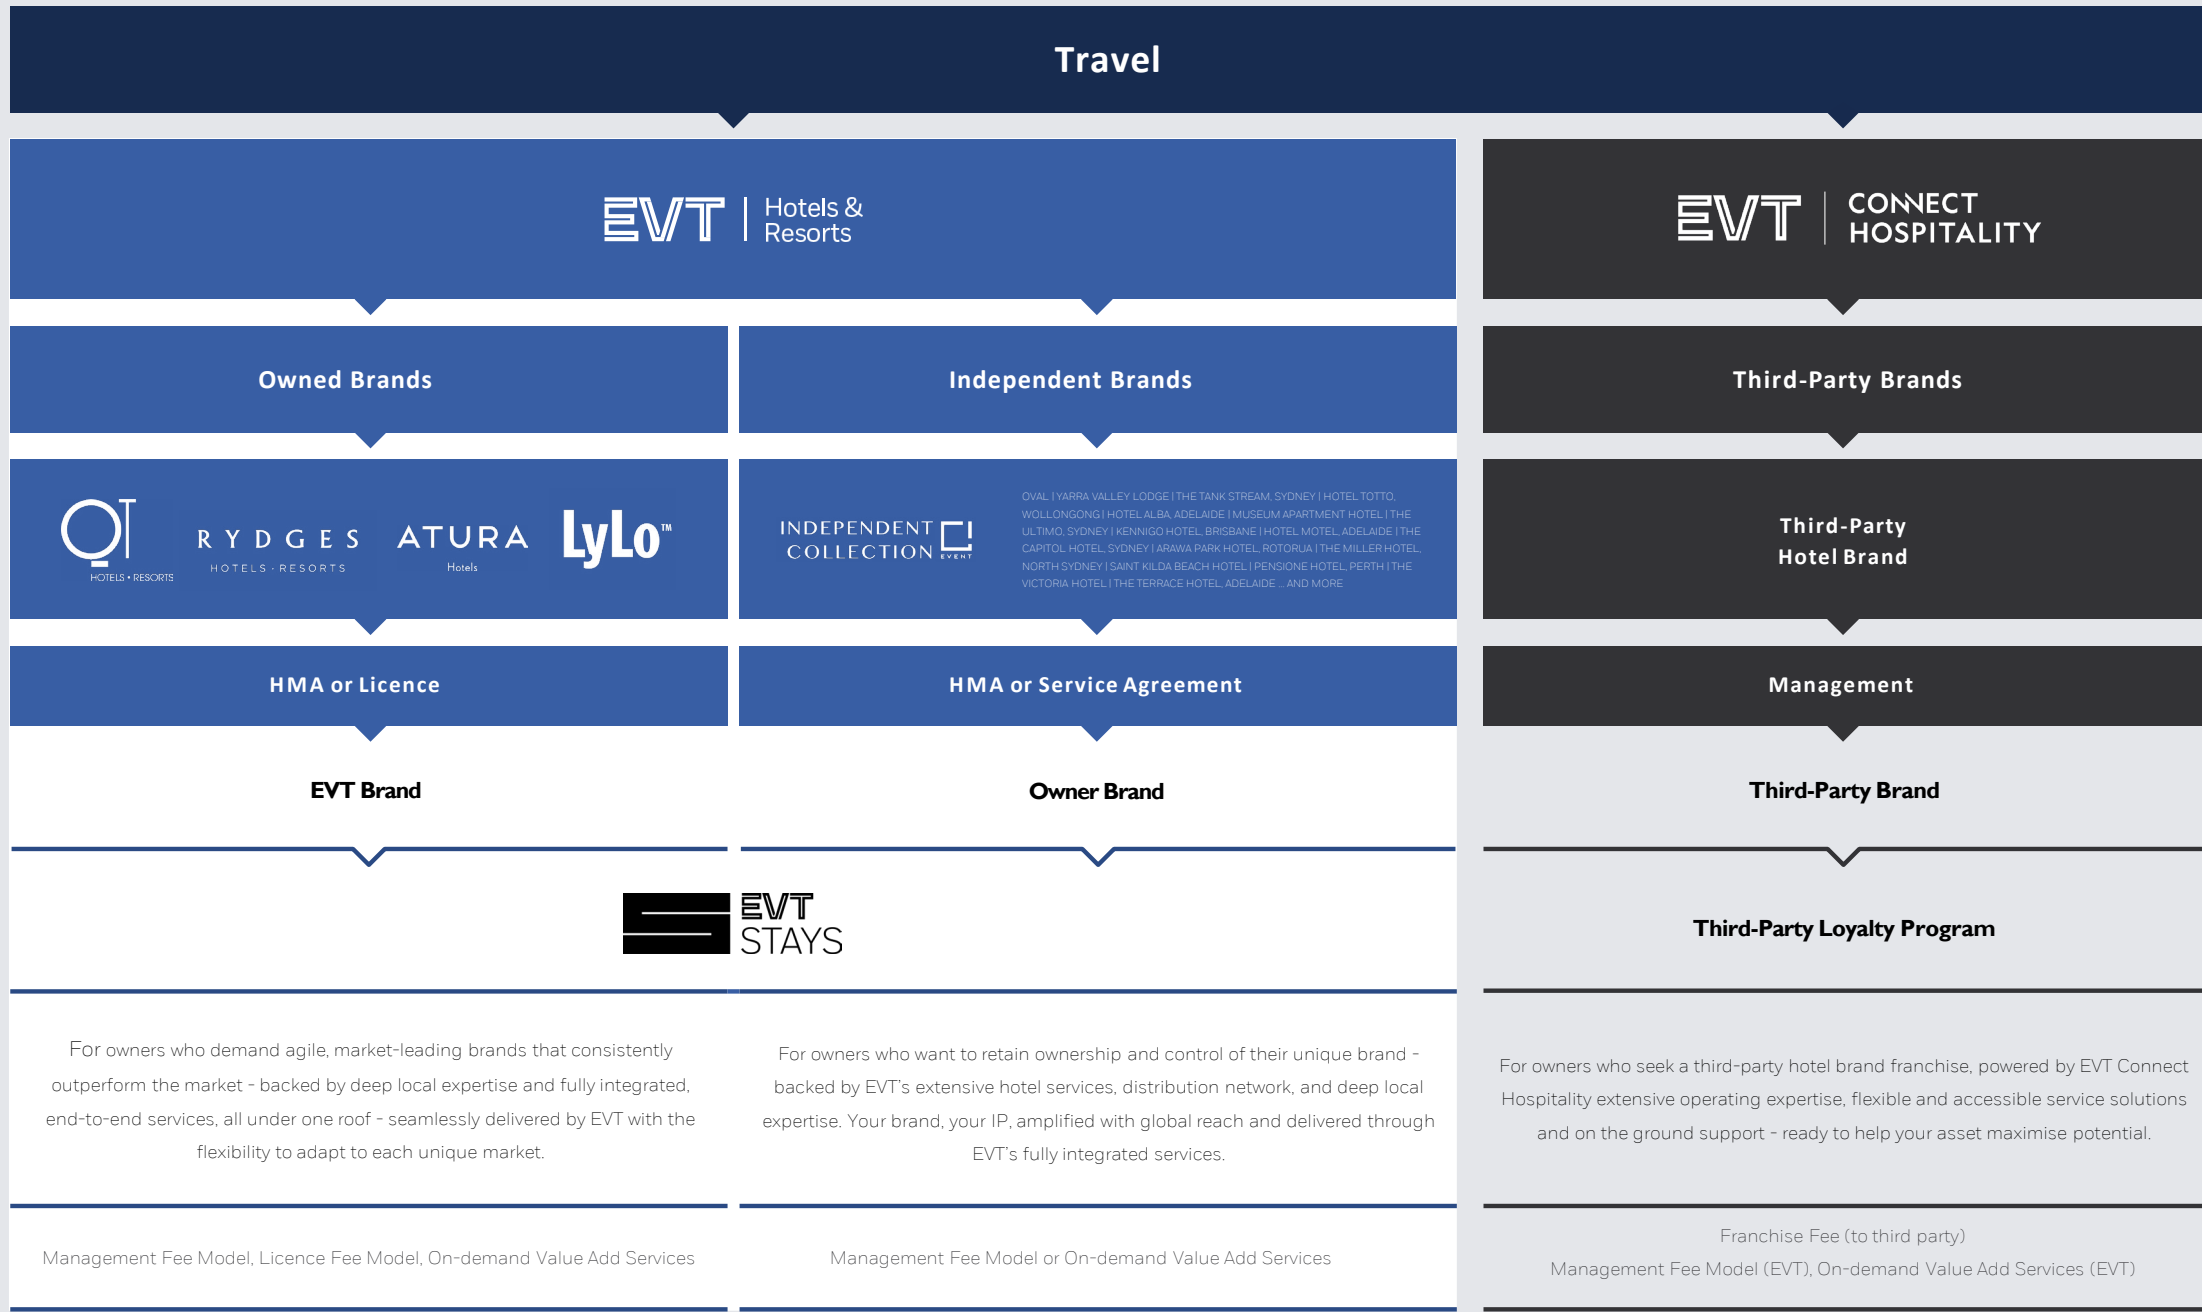 Travel
EVT | Hotels &
Resorts
EVT | CONNECT
HOSPITALITY
Owned Brands
Independent Brands
Third-Party Brands
QT
HOTELS • RESORTS
RYDGES
HOTELS · RESORTS
ATURA
Hotels
LyLo™
INDEPENDENT
COLLECTION
EVENT
OVAL | YARRA VALLEY LODGE | THE TANK STREAM, SYDNEY | HOTEL TOTTO,
WOLLONGONG | HOTEL ALBA, ADELAIDE | MUSEUM APARTMENT HOTEL | THE
ULTIMO, SYDNEY | KENNIGO HOTEL, BRISBANE | HOTEL MOTEL, ADELAIDE | THE
CAPITOL HOTEL, SYDNEY | ARAWA PARK HOTEL, ROTORUA | THE MILLER HOTEL,
NORTH SYDNEY | SAINT KILDA BEACH HOTEL | PENSIONE HOTEL, PERTH | THE
VICTORIA HOTEL | THE TERRACE HOTEL, ADELAIDE ... AND MORE
Third-Party
Hotel Brand
HMA or Licence
HMA or Service Agreement
Management
EVT Brand
Owner Brand
Third-Party Brand
EVT
STAYS
Third-Party Loyalty Program
For owners who demand agile, market-leading brands that consistently
outperform the market - backed by deep local expertise and fully integrated,
end-to-end services, all under one roof - seamlessly delivered by EVT with the
flexibility to adapt to each unique market.
For owners who want to retain ownership and control of their unique brand -
backed by EVT's extensive hotel services, distribution network, and deep local
expertise. Your brand, your IP, amplified with global reach and delivered through
EVT's fully integrated services.
For owners who seek a third-party hotel brand franchise, powered by EVT Connect
Hospitality extensive operating expertise, flexible and accessible service solutions
and on the ground support - ready to help your asset maximise potential.
Management Fee Model, Licence Fee Model, On-demand Value Add Services
Management Fee Model or On-demand Value Add Services
Franchise Fee (to third party)
Management Fee Model (EVT), On-demand Value Add Services (EVT)